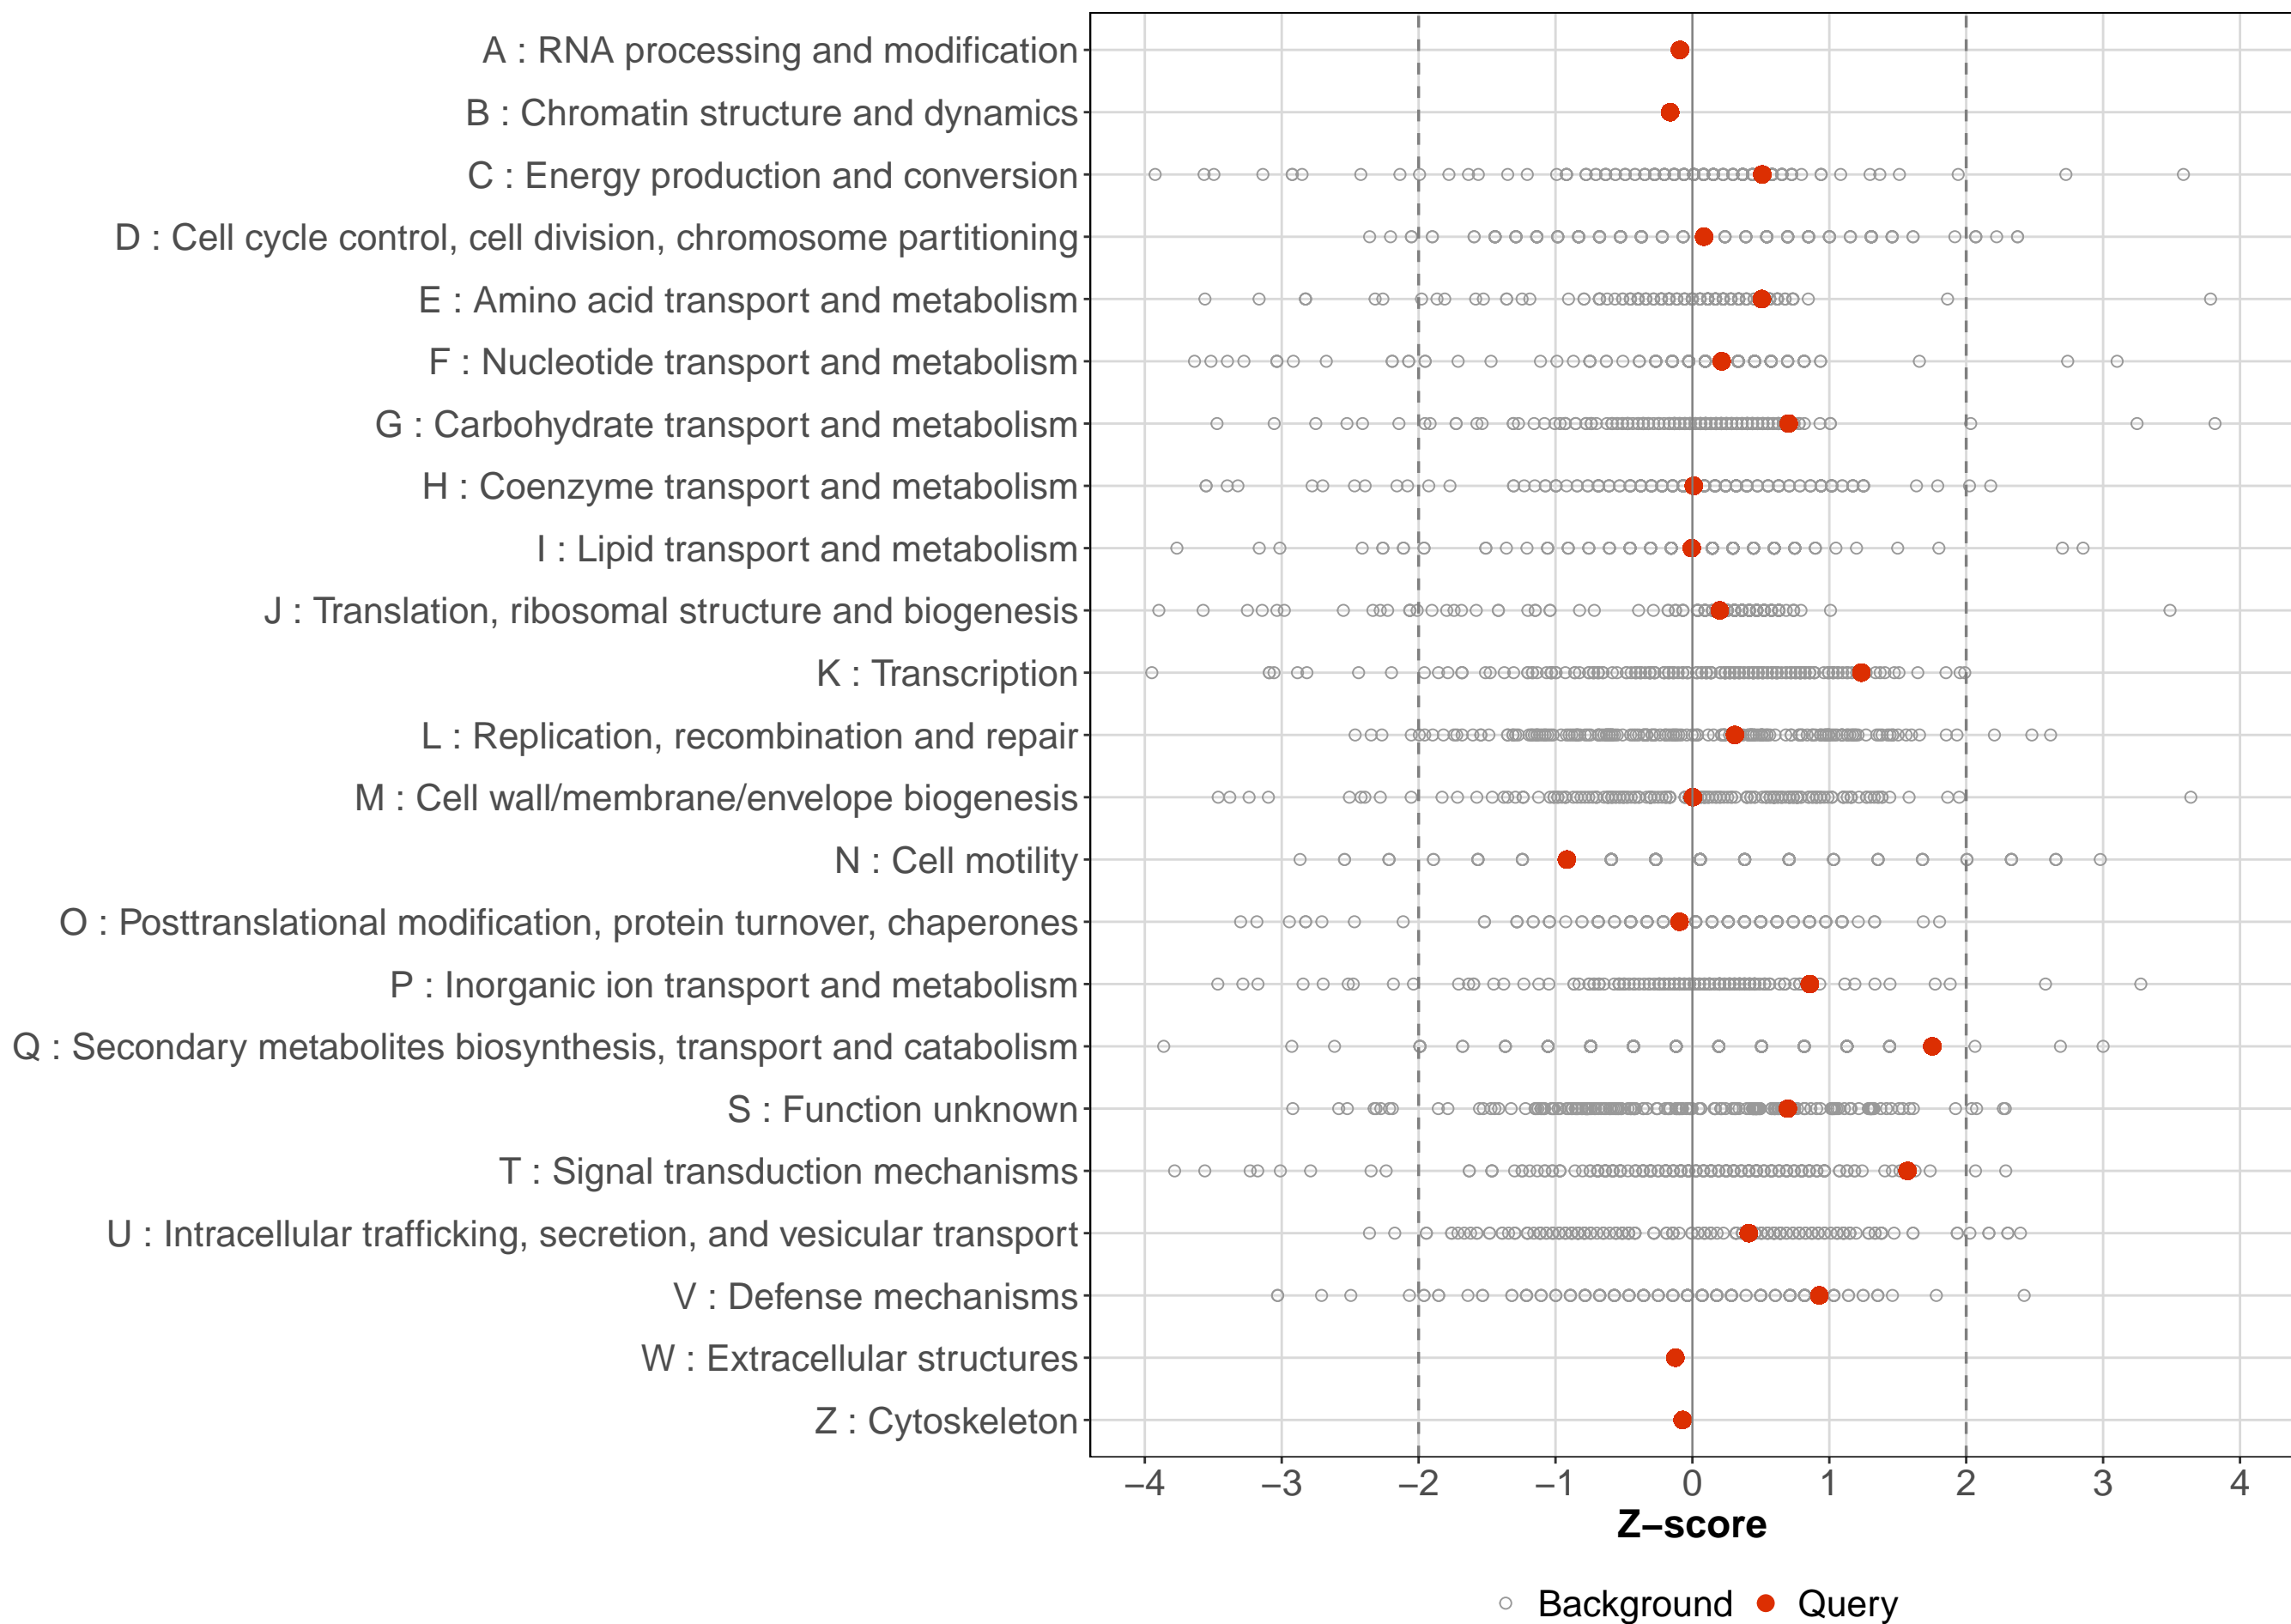 A : RNA processing and modification
B : Chromatin structure and dynamics
C : Energy production and conversion
D : Cell cycle control, cell division, chromosome partitioning
E : Amino acid transport and metabolism
F : Nucleotide transport and metabolism
G : Carbohydrate transport and metabolism
H : Coenzyme transport and metabolism
I : Lipid transport and metabolism
J : Translation, ribosomal structure and biogenesis
K : Transcription
L : Replication, recombination and repair
M : Cell wall/membrane/envelope biogenesis
N : Cell motility
O : Posttranslational modification, protein turnover, chaperones
P : Inorganic ion transport and metabolism
Q : Secondary metabolites biosynthesis, transport and catabolism
S : Function unknown
T : Signal transduction mechanisms
U : Intracellular trafficking, secretion, and vesicular transport
V : Defense mechanisms
W : Extracellular structures
Z : Cytoskeleton
−4 −3 −2 −1 0 1 2 3 4
Z−score
Background Query